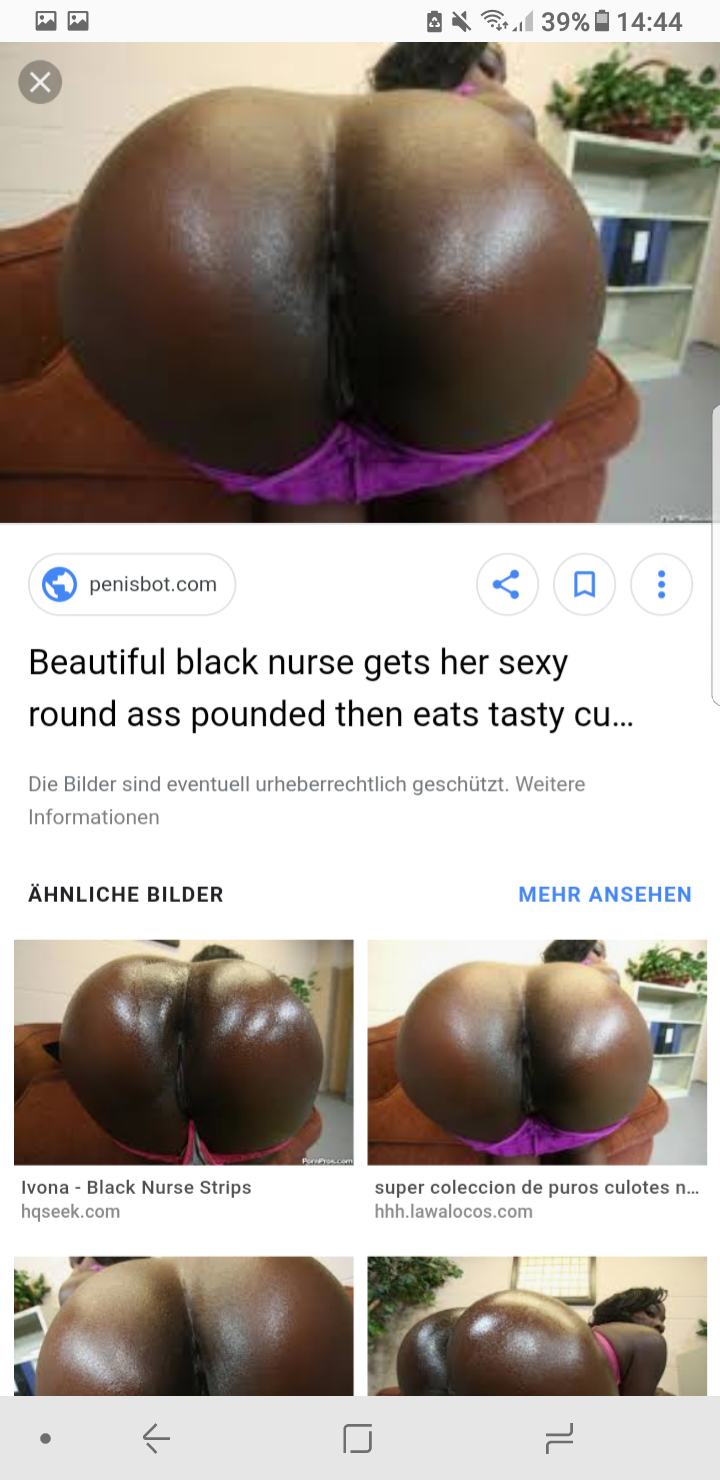 39% 14:44
penisbot.com
Beautiful black nurse gets her sexy
round ass pounded then eats tasty cu...
Die Bilder sind eventuell urheberrechtlich geschützt. Weitere
Informationen
ÄHNLICHE BILDER MEHR ANSEHEN
PornPros.com
Ivona - Black Nurse Strips
hqseek.com
super coleccion de puros culotes n...
hhh.lawalocos.com